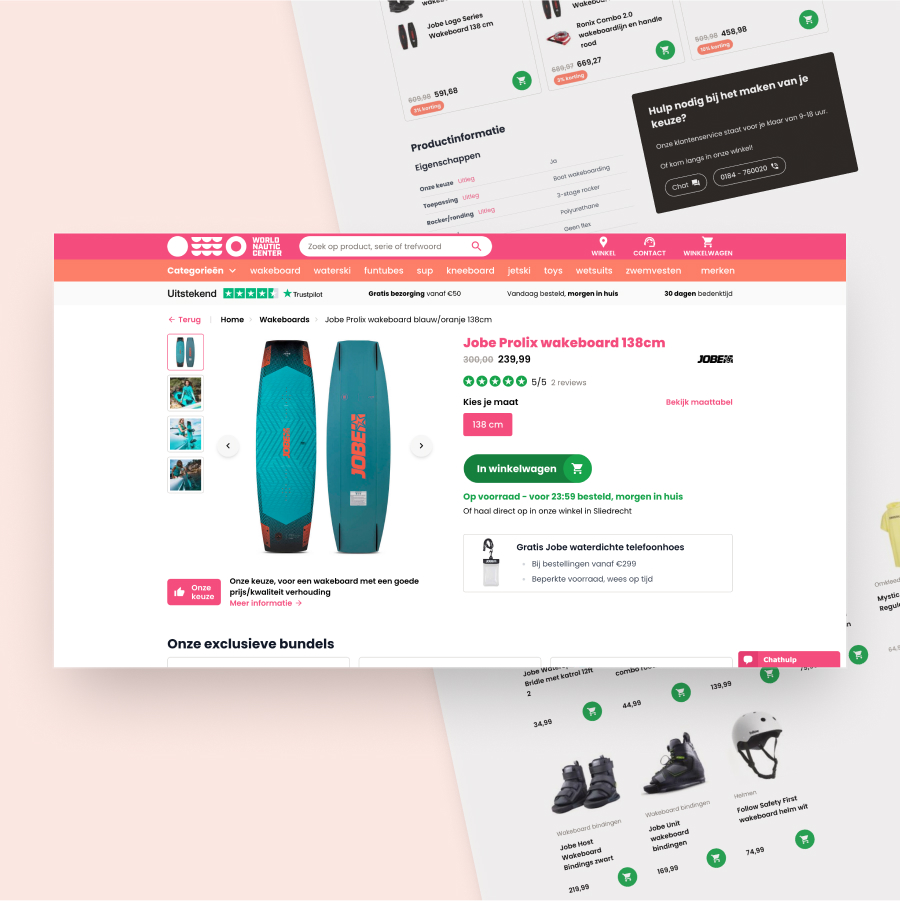 Jobe Logo Series
Wakeboard 138 cm
609,98 591,68
3% korting
Ronix Combo 2.0
wakeboardlijn en handle
rood
689,97 669,27
3% korting
509,98 458,98
10% korting
Productinformatie
Eigenschappen
Onze keuze Uitleg
Ja
Toepassing Uitleg
Boot wakeboarding
Rocker/ronding Uitleg
3-stage rocker
Polyurethane
Geen flex
Hulp nodig bij het maken van je
keuze?
Onze klantenservice staat voor je klaar van 9-18 uur.
Of kom langs in onze winkel!
Chat
0184 - 760020
WORLD
NAUTIC
CENTER
Zoek op product, serie of trefwoord
WINKEL
CONTACT
WINKELWAGEN
Categorieën wakeboard waterski funtubes sup kneeboard jetski toys wetsuits zwemvesten merken
Uitstekend Trustpilot
Gratis bezorging vanaf €50
Vandaag besteld, morgen in huis
30 dagen bedenktijd
← Terug
Home › Wakeboards › Jobe Prolix wakeboard blauw/oranje 138cm
JOBE
JOBE
Jobe Prolix wakeboard 138cm
300,00 239,99
JOBE
5/5 2 reviews
Kies je maat
Bekijk maattabel
138 cm
In winkelwagen
Op voorraad - voor 23:59 besteld, morgen in huis
Of haal direct op in onze winkel in Sliedrecht
JOBE
Gratis Jobe waterdichte telefoonhoes
Bij bestellingen vanaf €299
Beperkte voorraad, wees op tijd
Onze
keuze
Onze keuze, voor een wakeboard met een goede
prijs/kwaliteit verhouding
Meer informatie →
Onze exclusieve bundels
Chathulp
Bridle met katrol 12ft
2
34,99
44,99
139,99
Mystic
Wakeboard bindingen
Jobe Host
Wakeboard
Bindings zwart
219,99
Wakeboard bindingen
Jobe Unit
wakeboard
bindingen
169,99
Helmen
Follow Safety First
wakeboard helm wit
74,99